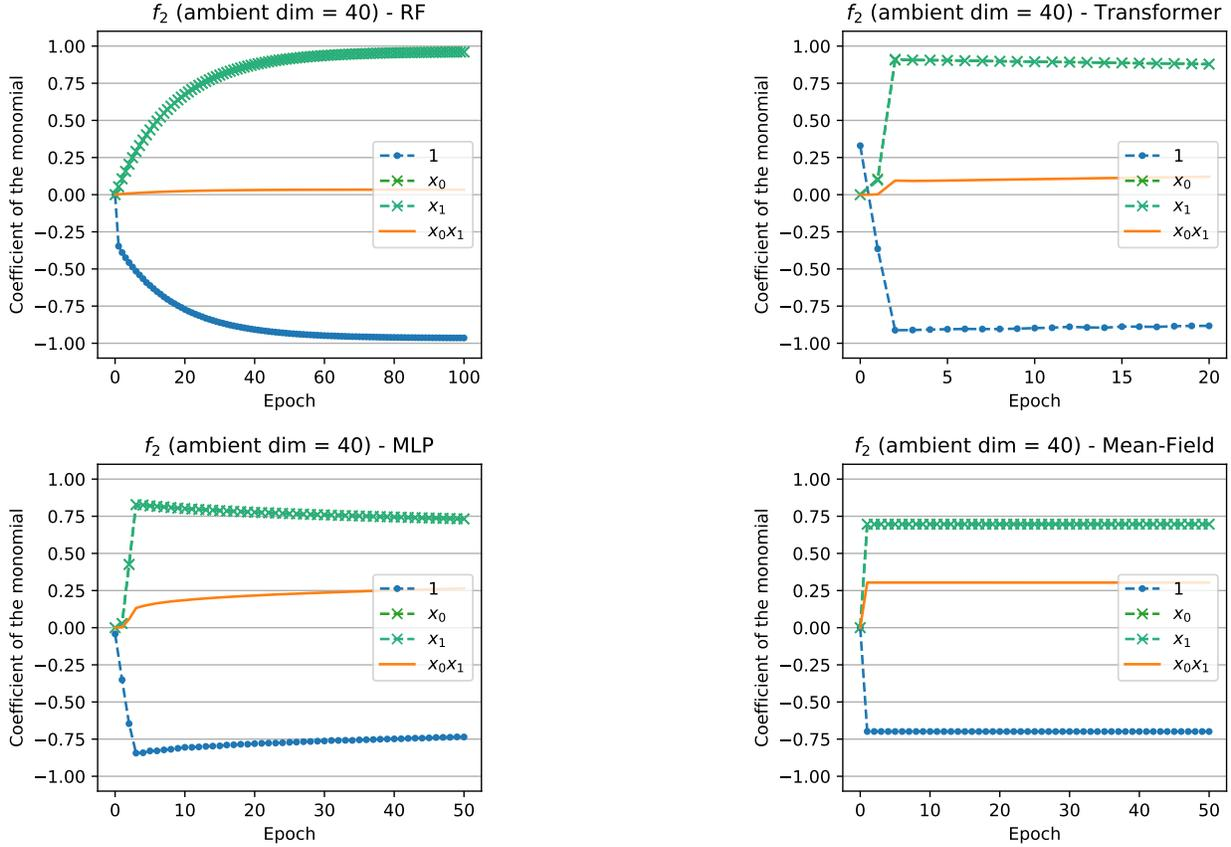 f₂ (ambient dim = 40) - RF
1.00
0.75
0.50
0.25
0.00
−0.25
−0.50
−0.75
−1.00
Coefficient of the monomial
1
x₀
x₁
x₀x₁
0 20 40 60 80 100
Epoch
f₂ (ambient dim = 40) - Transformer
1.00
0.75
0.50
0.25
0.00
−0.25
−0.50
−0.75
−1.00
Coefficient of the monomial
1
x₀
x₁
x₀x₁
0 5 10 15 20
Epoch
f₂ (ambient dim = 40) - MLP
1.00
0.75
0.50
0.25
0.00
−0.25
−0.50
−0.75
−1.00
Coefficient of the monomial
1
x₀
x₁
x₀x₁
0 10 20 30 40 50
Epoch
f₂ (ambient dim = 40) - Mean-Field
1.00
0.75
0.50
0.25
0.00
−0.25
−0.50
−0.75
−1.00
Coefficient of the monomial
1
x₀
x₁
x₀x₁
0 10 20 30 40 50
Epoch